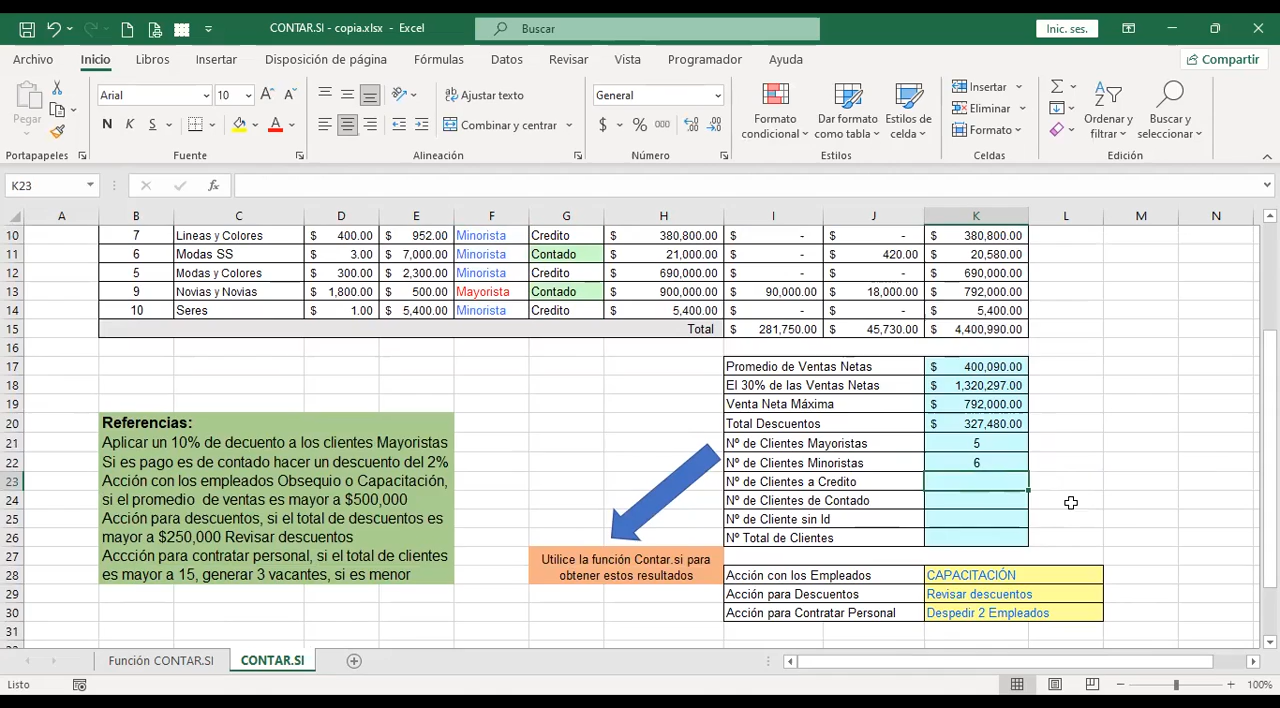 CONTAR.SI - copia.xlsx - Excel
Buscar
Inic. ses.
Archivo Inicio Libros Insertar Disposición de página Fórmulas Datos Revisar Vista Programador Ayuda Compartir
Pegar
Arial 10
N K S
Ajustar texto
Combinar y centrar
General
$ % 000
Formato condicional
Dar formato como tabla
Estilos de celda
Insertar
Eliminar
Formato
Ordenar y filtrar
Buscar y seleccionar
Portapapeles Fuente Alineación Número Estilos Celdas Edición
K23 fx
A B C D E F G H I J K L M N
10 7 Lineas y Colores $ 400.00 $ 952.00 Minorista Credito $ 380,800.00 $ - $ - $ 380,800.00
11 6 Modas SS $ 3.00 $ 7,000.00 Minorista Contado $ 21,000.00 $ - $ 420.00 $ 20,580.00
12 5 Modas y Colores $ 300.00 $ 2,300.00 Minorista Credito $ 690,000.00 $ - $ - $ 690,000.00
13 9 Novias y Novias $ 1,800.00 $ 500.00 Mayorista Contado $ 900,000.00 $ 90,000.00 $ 18,000.00 $ 792,000.00
14 10 Seres $ 1.00 $ 5,400.00 Minorista Credito $ 5,400.00 $ - $ - $ 5,400.00
15 Total $ 281,750.00 $ 45,730.00 $ 4,400,990.00
16
17 Promedio de Ventas Netas $ 400,090.00
18 El 30% de las Ventas Netas $ 1,320,297.00
19 Venta Neta Máxima $ 792,000.00
20 Total Descuentos $ 327,480.00
21 Nº de Clientes Mayoristas 5
22 Nº de Clientes Minoristas 6
23 Nº de Clientes a Credito
24 Nº de Clientes de Contado
25 Nº de Cliente sin Id
26 Nº Total de Clientes
27
28 Acción con los Empleados CAPACITACIÓN
29 Acción para Descuentos Revisar descuentos
30 Acción para Contratar Personal Despedir 2 Empleados
31
Referencias:
Aplicar un 10% de decuento a los clientes Mayoristas
Si es pago es de contado hacer un descuento del 2%
Acción con los empleados Obsequio o Capacitación,
si el promedio de ventas es mayor a $500,000
Acción para descuentos, si el total de descuentos es
mayor a $250,000 Revisar descuentos
Accción para contratar personal, si el total de clientes
es mayor a 15, generar 3 vacantes, si es menor
Utilice la función Contar.si para
obtener estos resultados
Función CONTAR.SI CONTAR.SI
Listo 100%